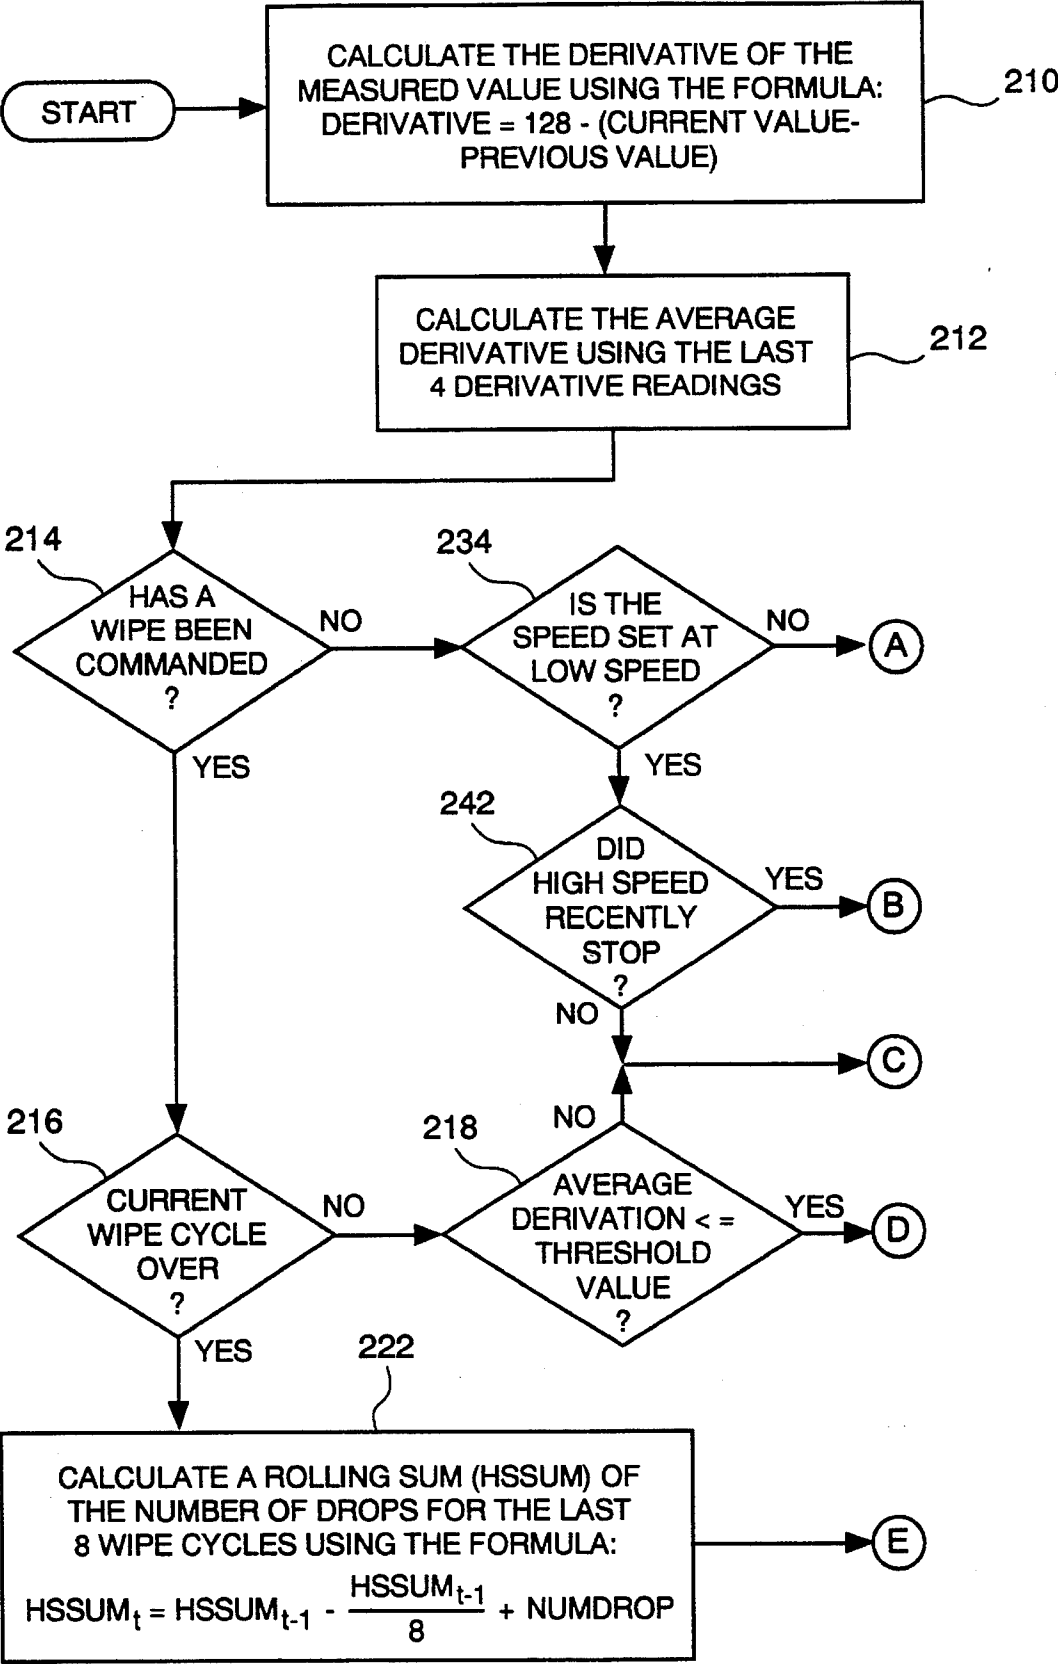 START
CALCULATE THE DERIVATIVE OF THE
MEASURED VALUE USING THE FORMULA:
DERIVATIVE = 128 - (CURRENT VALUE-
PREVIOUS VALUE)
210
CALCULATE THE AVERAGE
DERIVATIVE USING THE LAST
4 DERIVATIVE READINGS
212
214
HAS A
WIPE BEEN
COMMANDED
?
NO
YES
234
IS THE
SPEED SET AT
LOW SPEED
?
NO
A
YES
242
DID
HIGH SPEED
RECENTLY
STOP
?
YES
B
NO
C
216
CURRENT
WIPE CYCLE
OVER
?
NO
YES
218
NO
AVERAGE
DERIVATION < =
THRESHOLD
VALUE
?
YES
D
222
CALCULATE A ROLLING SUM (HSSUM) OF
THE NUMBER OF DROPS FOR THE LAST
8 WIPE CYCLES USING THE FORMULA:
HSSUMt = HSSUMt-1 - HSSUMt-1 / 8 + NUMDROP
E